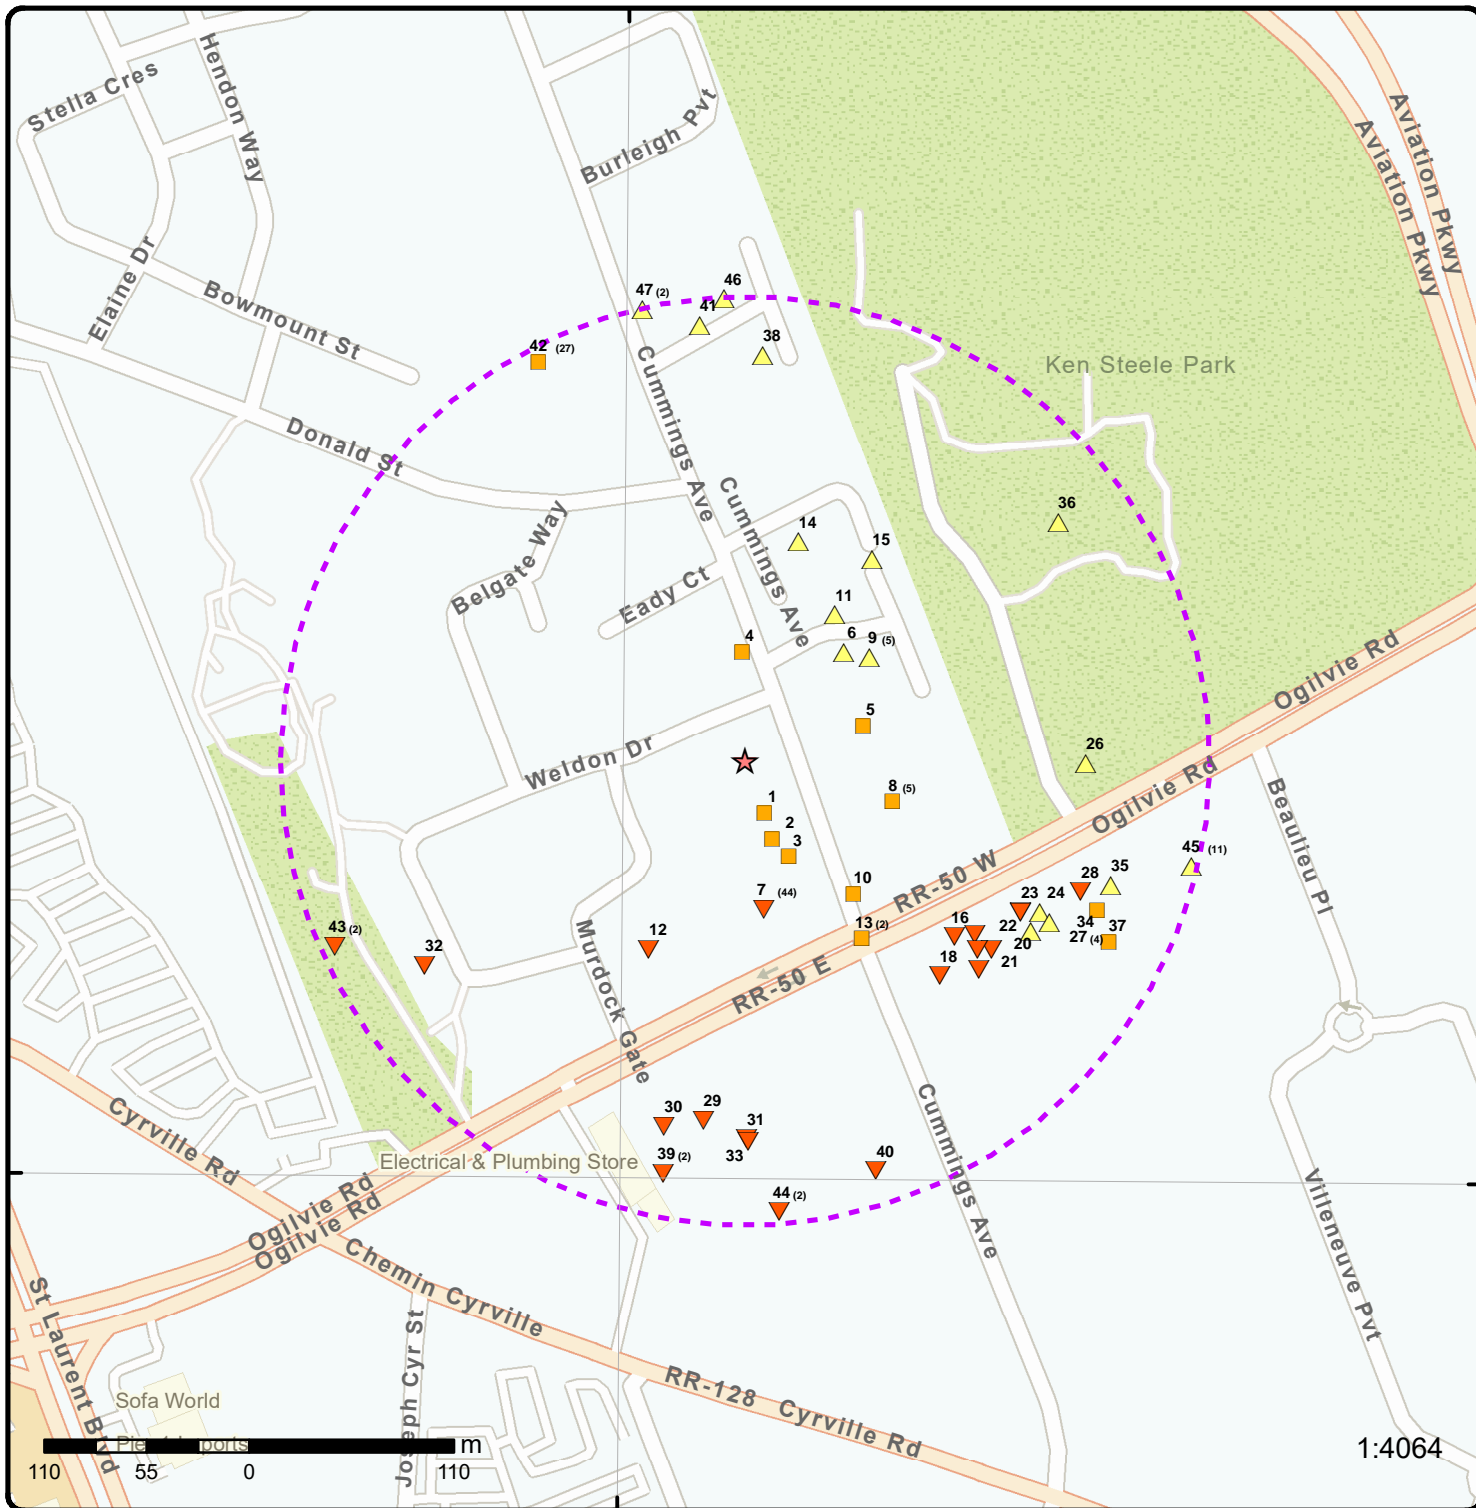 Stella Cres
Hendon Way
Burleigh Pvt
Aviation Pkwy
Aviation Pkwy
Elaine Dr
Bowmount St
47 (2)
46
41
38
42 (27)
Ken Steele Park
Cummings Ave
Donald St
Cummings Ave
36
14
15
Belgate Way
Eady Ct
11
6
9 (5)
4
5
Ogilvie Rd
Weldon Dr
26
8 (5)
Ogilvie Rd
Beaulieu Pl
1
2
3
45 (11)
RR-50 W
35
28
10
7 (44)
23
24
34
13 (2)
16
22
27 (4)
37
20
21
18
12
43 (2)
32
Murdock Gate
RR-50 E
Cummings Ave
Cyrville Rd
30
29
31
33
Electrical & Plumbing Store
39 (2)
40
44 (2)
Villeneuve Pvt
Ogilvie Rd
Ogilvie Rd
Chemin Cyrville
St Laurent Blvd
Joseph Cyr St
RR-128 Cyrville Rd
Sofa World
Pier 1 Imports
m
110 55 0 110
1:4064